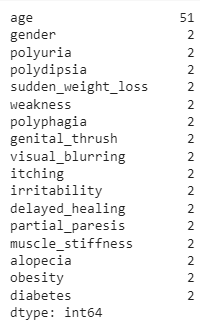 age 51
gender 2
polyuria 2
polydipsia 2
sudden_weight_loss 2
weakness 2
polyphagia 2
genital_thrush 2
visual_blurring 2
itching 2
irritability 2
delayed_healing 2
partial_paresis 2
muscle_stiffness 2
alopecia 2
obesity 2
diabetes 2
dtype: int64